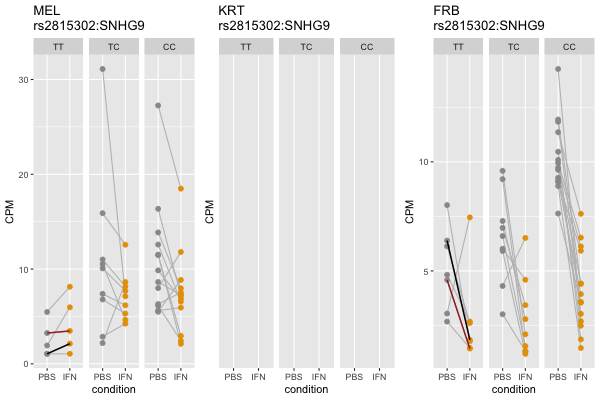 MEL
rs2815302:SNHG9
TT TC CC
CPM
30
20
10
0
PBS IFN PBS IFN PBS IFN
condition
KRT
rs2815302:SNHG9
TT TC CC
CPM
PBS IFN PBS IFN PBS IFN
condition
FRB
rs2815302:SNHG9
TT TC CC
CPM
10
5
PBS IFN PBS IFN PBS IFN
condition